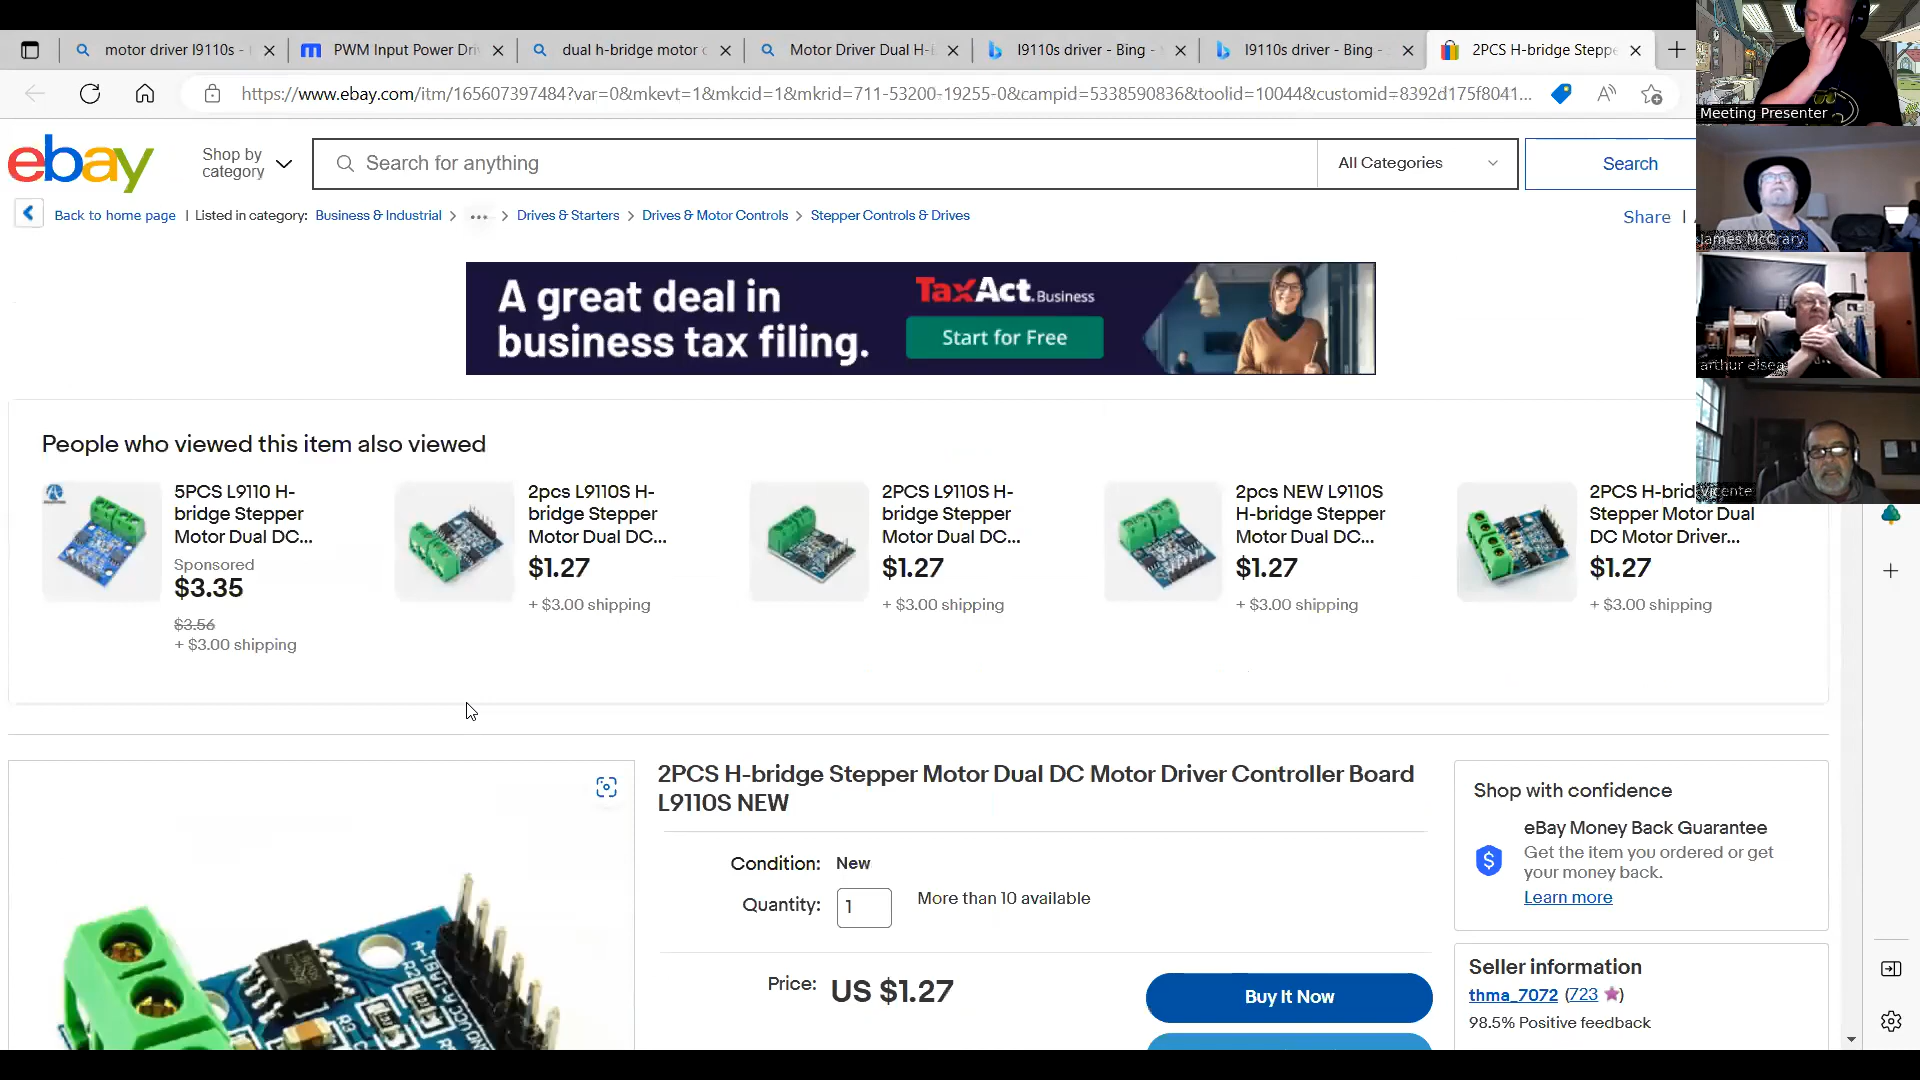 motor driver l9110s -
PWM Input Power Dri
dual h-bridge motor c
Motor Driver Dual H-
l9110s driver - Bing -
l9110s driver - Bing -
2PCS H-bridge Steppe
https://www.ebay.com/itm/165607397484?var=0&mkevt=1&mkcid=1&mkrid=711-53200-19255-0&campid=5338590836&toolid=10044&customid=8392d175f8041...
Meeting Presenter
ebay
Shop by
category
Search for anything
All Categories
Search
James McCrary
Back to home page | Listed in category: Business & Industrial > ... > Drives & Starters > Drives & Motor Controls > Stepper Controls & Drives
Share |
A great deal in
business tax filing.
TaxAct. Business
Start for Free
arthur elsea
People who viewed this item also viewed
5PCS L9110 H-
bridge Stepper
Motor Dual DC...
Sponsored
$3.35
$3.56
+ $3.00 shipping
2pcs L9110S H-
bridge Stepper
Motor Dual DC...
$1.27
+ $3.00 shipping
2PCS L9110S H-
bridge Stepper
Motor Dual DC...
$1.27
+ $3.00 shipping
2pcs NEW L9110S
H-bridge Stepper
Motor Dual DC...
$1.27
+ $3.00 shipping
2PCS H-brid
Stepper Motor Dual
DC Motor Driver...
$1.27
+ $3.00 shipping
Vicente
2PCS H-bridge Stepper Motor Dual DC Motor Driver Controller Board
L9110S NEW
Condition: New
Quantity: 1 More than 10 available
Price: US $1.27
Buy It Now
Shop with confidence
eBay Money Back Guarantee
Get the item you ordered or get
your money back.
Learn more
Seller information
thma_7072 (723)
98.5% Positive feedback